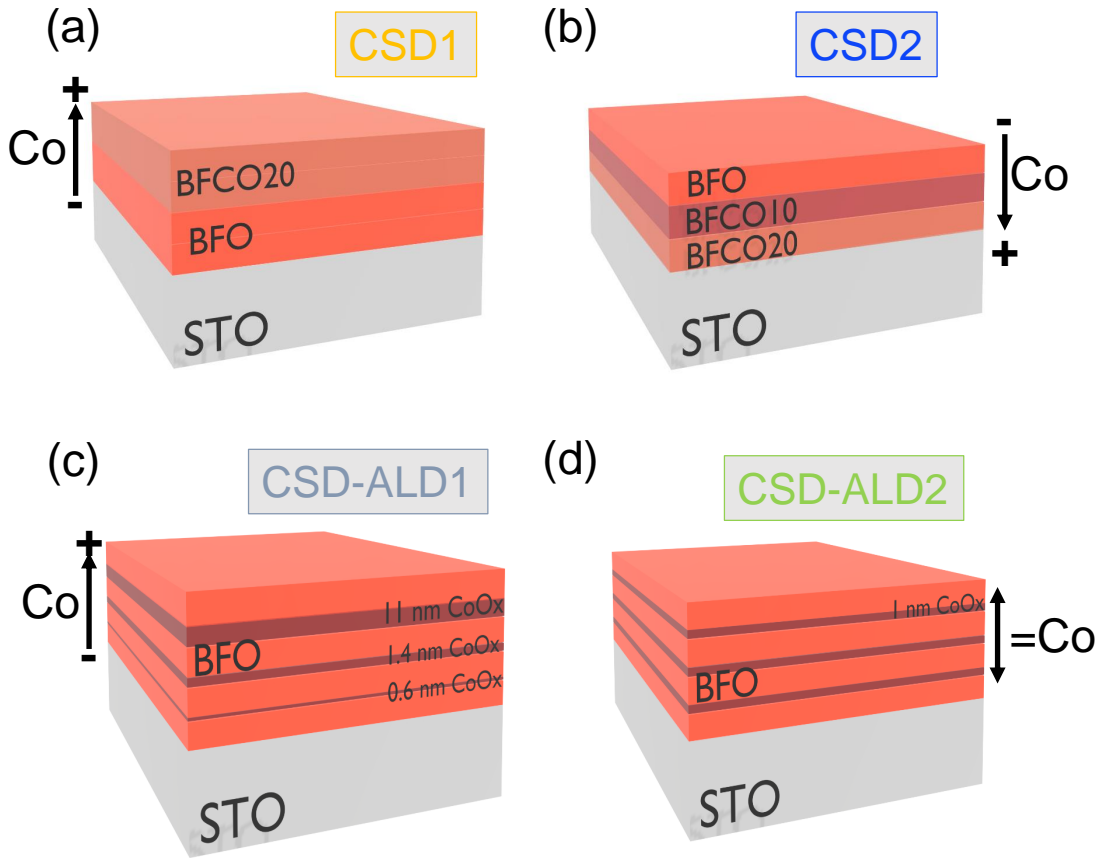 (a)
CSD1
+
Co
-
BFCO20
BFO
STO
(b)
CSD2
-
Co
+
BFO
BFCO10
BFCO20
STO
(c)
CSD-ALD1
+
Co
-
11 nm CoOx
BFO
1.4 nm CoOx
0.6 nm CoOx
STO
(d)
CSD-ALD2
1 nm CoOx
=Co
BFO
STO